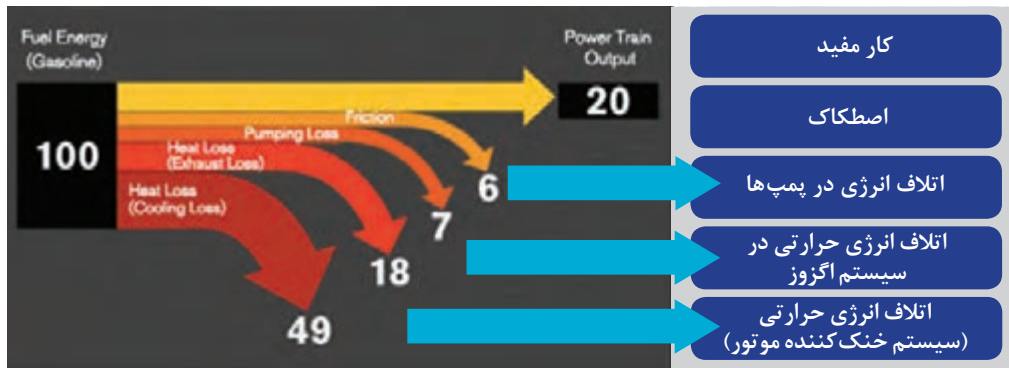 Fuel Energy
(Gasoline)
100
Power Train
Output
20
Friction
6
Pumping Loss
7
Heat Loss
(Exhaust Loss)
18
Heat Loss
(Cooling Loss)
49
کار مفید
اصطکاک
اتلاف انرژی در پمپ‌ها
اتلاف انرژی حرارتی در
سیستم اگزوز
اتلاف انرژی حرارتی
(سیستم خنک‌کننده موتور)